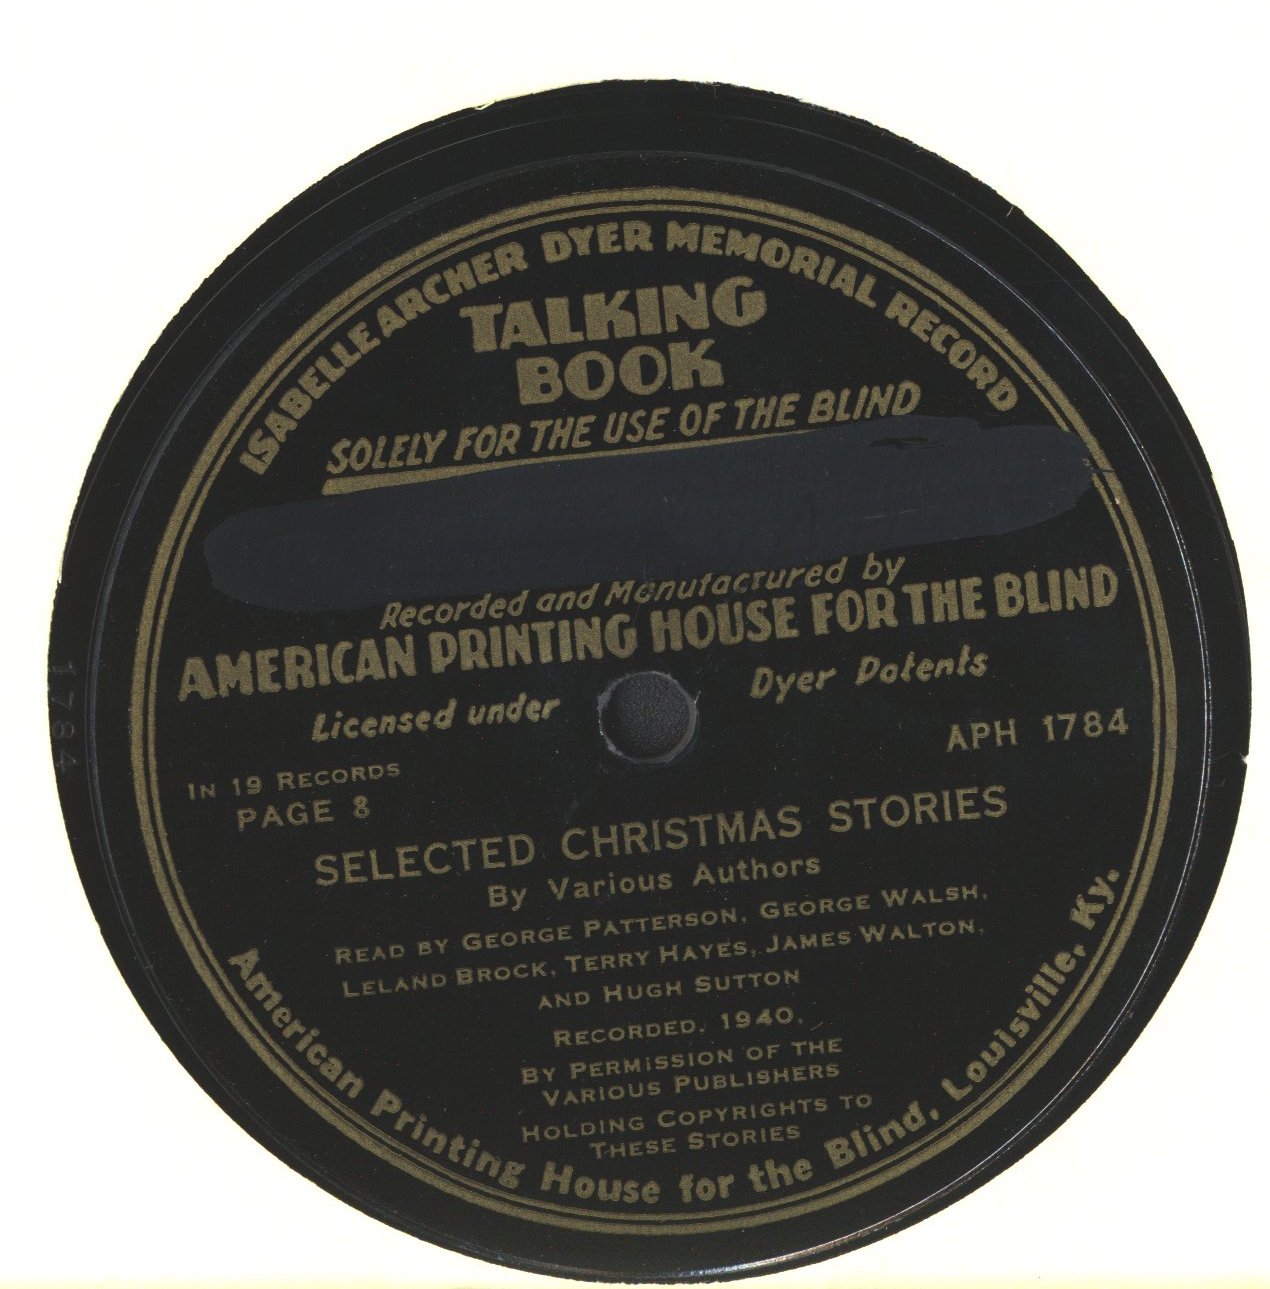 ISABELLE ARCHER DYER MEMORIAL RECORD
TALKING
BOOK
SOLELY FOR THE USE OF THE BLIND
Recorded and Manufactured by
AMERICAN PRINTING HOUSE FOR THE BLIND
Licensed under Dyer Patents
APH 1784
IN 19 RECORDS
PAGE 8
SELECTED CHRISTMAS STORIES
By Various Authors
READ BY GEORGE PATTERSON, GEORGE WALSH,
LELAND BROCK, TERRY HAYES, JAMES WALTON,
AND HUGH SUTTON
RECORDED, 1940,
BY PERMISSION OF THE
VARIOUS PUBLISHERS
HOLDING COPYRIGHTS TO
THESE STORIES
American Printing House for the Blind, Louisville, Ky.
1784